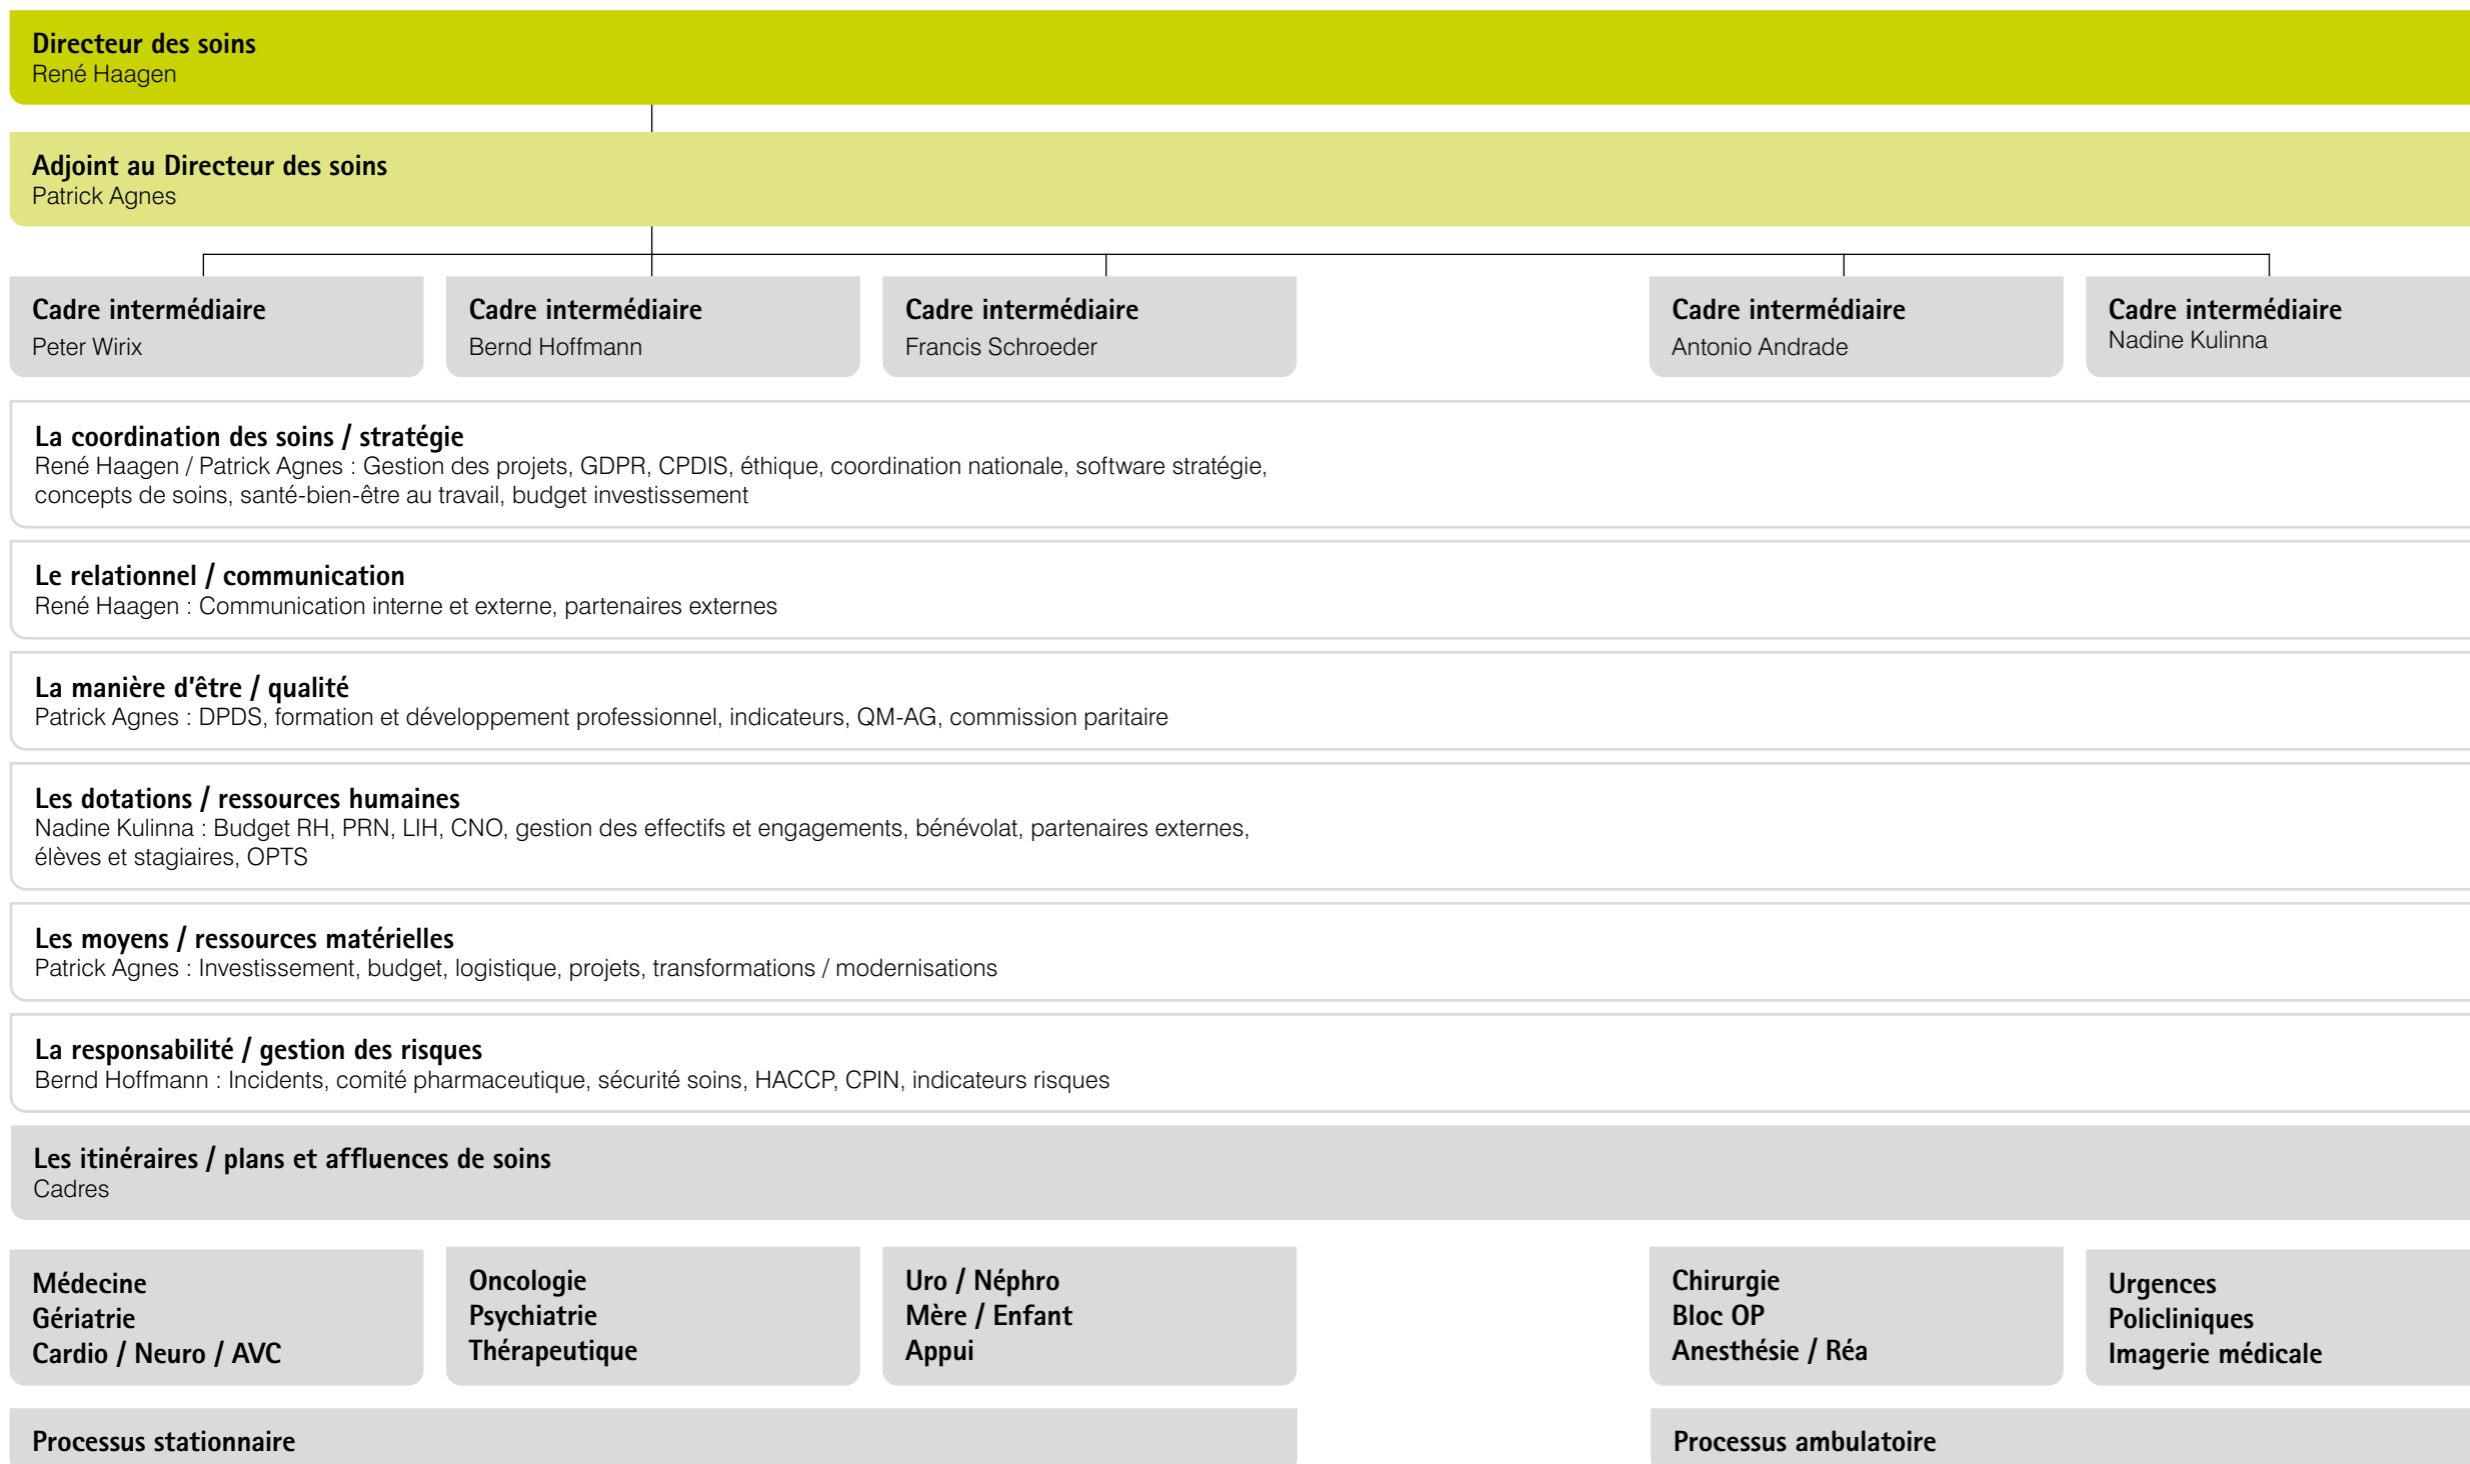 Directeur des soins
René Haagen
Adjoint au Directeur des soins
Patrick Agnes
Cadre intermédiaire
Peter Wirix
Cadre intermédiaire
Bernd Hoffmann
Cadre intermédiaire
Francis Schroeder
Cadre intermédiaire
Antonio Andrade
Cadre intermédiaire
Nadine Kulinna
La coordination des soins / stratégie
René Haagen / Patrick Agnes : Gestion des projets, GDPR, CPDIS, éthique, coordination nationale, software stratégie,
concepts de soins, santé-bien-être au travail, budget investissement
Le relationnel / communication
René Haagen : Communication interne et externe, partenaires externes
La manière d'être / qualité
Patrick Agnes : DPDS, formation et développement professionnel, indicateurs, QM-AG, commission paritaire
Les dotations / ressources humaines
Nadine Kulinna : Budget RH, PRN, LIH, CNO, gestion des effectifs et engagements, bénévolat, partenaires externes,
élèves et stagiaires, OPTS
Les moyens / ressources matérielles
Patrick Agnes : Investissement, budget, logistique, projets, transformations / modernisations
La responsabilité / gestion des risques
Bernd Hoffmann : Incidents, comité pharmaceutique, sécurité soins, HACCP, CPIN, indicateurs risques
Les itinéraires / plans et affluences de soins
Cadres
Médecine
Gériatrie
Cardio / Neuro / AVC
Oncologie
Psychiatrie
Thérapeutique
Uro / Néphro
Mère / Enfant
Appui
Chirurgie
Bloc OP
Anesthésie / Réa
Urgences
Policliniques
Imagerie médicale
Processus stationnaire
Processus ambulatoire